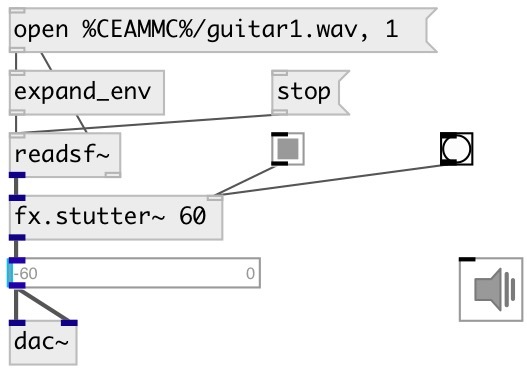 open %CEAMMC%/guitar1.wav, 1
expand_env
stop
readsf~
fx.stutter~ 60
-60 0
dac~